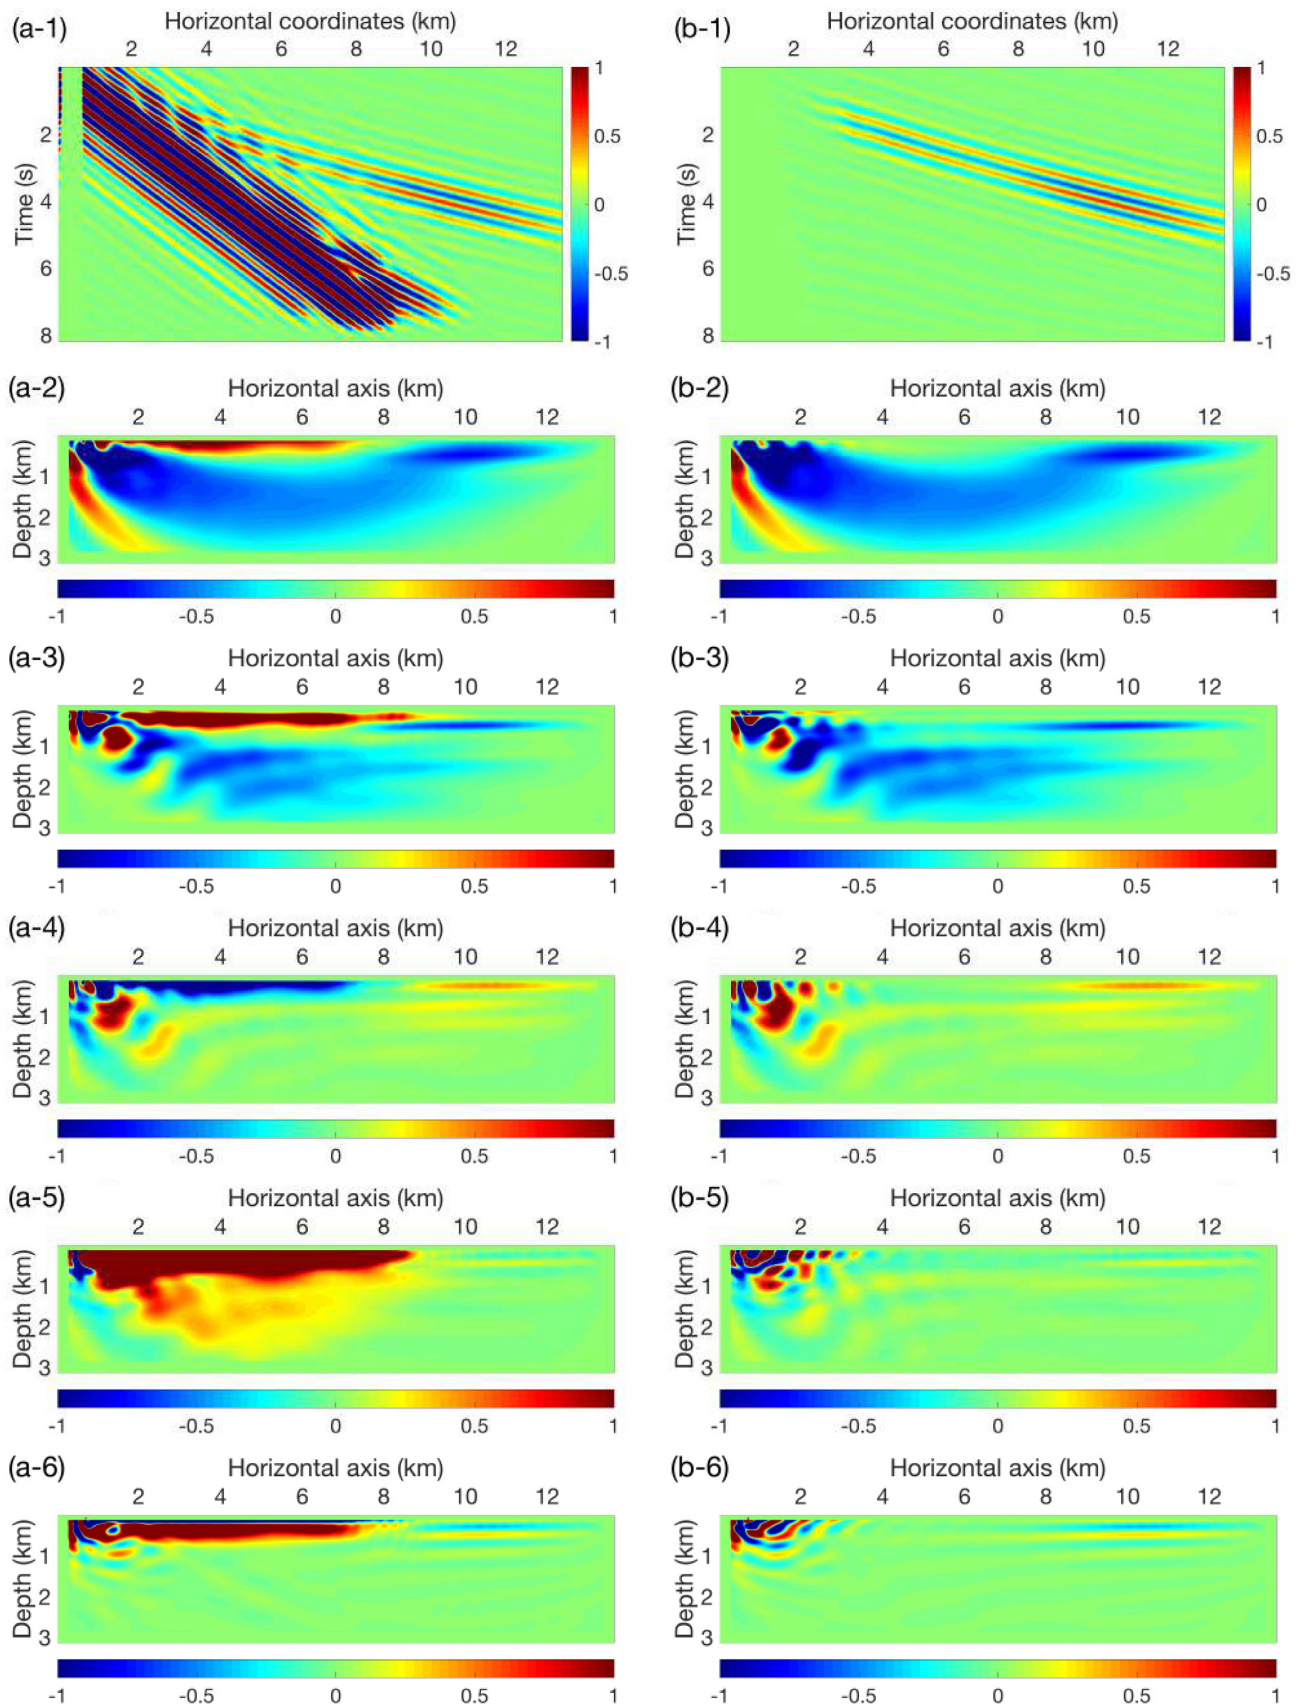 (a-1) Horizontal coordinates (km)
2 4 6 8 10 12
Time (s)
2
4
6
8
1
0.5
0
-0.5
-1
(b-1) Horizontal coordinates (km)
2 4 6 8 10 12
Time (s)
2
4
6
8
1
0.5
0
-0.5
-1
(a-2) Horizontal axis (km)
2 4 6 8 10 12
Depth (km)
1
2
3
-1 -0.5 0 0.5 1
(b-2) Horizontal axis (km)
2 4 6 8 10 12
Depth (km)
1
2
3
-1 -0.5 0 0.5 1
(a-3) Horizontal axis (km)
2 4 6 8 10 12
Depth (km)
1
2
3
-1 -0.5 0 0.5 1
(b-3) Horizontal axis (km)
2 4 6 8 10 12
Depth (km)
1
2
3
-1 -0.5 0 0.5 1
(a-4) Horizontal axis (km)
2 4 6 8 10 12
Depth (km)
1
2
3
-1 -0.5 0 0.5 1
(b-4) Horizontal axis (km)
2 4 6 8 10 12
Depth (km)
1
2
3
-1 -0.5 0 0.5 1
(a-5) Horizontal axis (km)
2 4 6 8 10 12
Depth (km)
1
2
3
-1 -0.5 0 0.5 1
(b-5) Horizontal axis (km)
2 4 6 8 10 12
Depth (km)
1
2
3
-1 -0.5 0 0.5 1
(a-6) Horizontal axis (km)
2 4 6 8 10 12
Depth (km)
1
2
3
-1 -0.5 0 0.5 1
(b-6) Horizontal axis (km)
2 4 6 8 10 12
Depth (km)
1
2
3
-1 -0.5 0 0.5 1